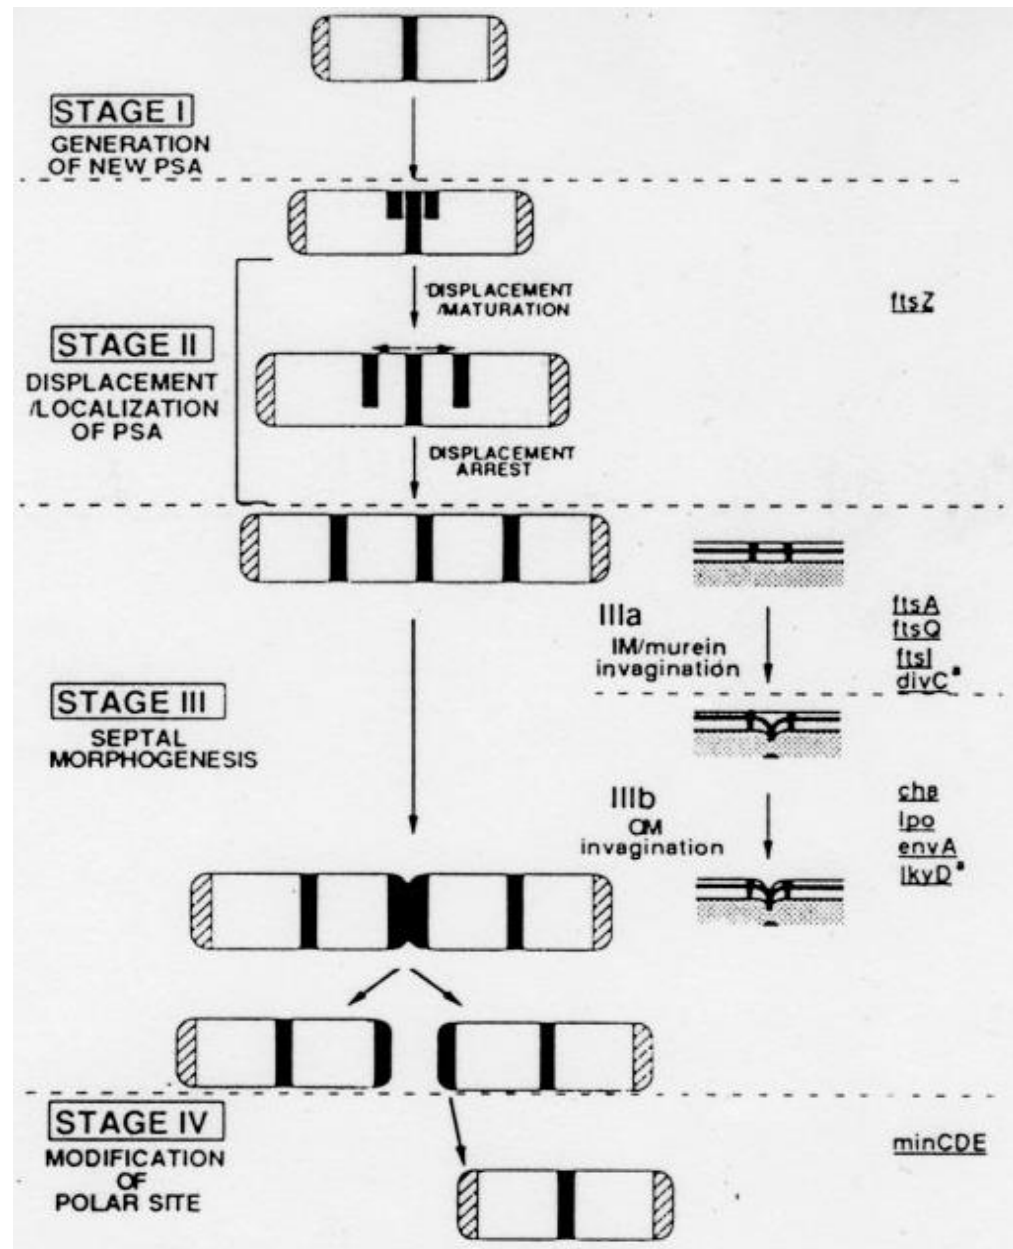 STAGE I
GENERATION
OF NEW PSA
DISPLACEMENT
/MATURATION
ftsZ
STAGE II
DISPLACEMENT
/LOCALIZATION
OF PSA
DISPLACEMENT
ARREST
IIIa
IM/murein
invagination
ftsA
ftsQ
ftsI
divC a
STAGE III
SEPTAL
MORPHOGENESIS
IIIb
OM
invagination
cha
lpo
envA
lkyD a
STAGE IV
MODIFICATION
OF
POLAR SITE
minCDE